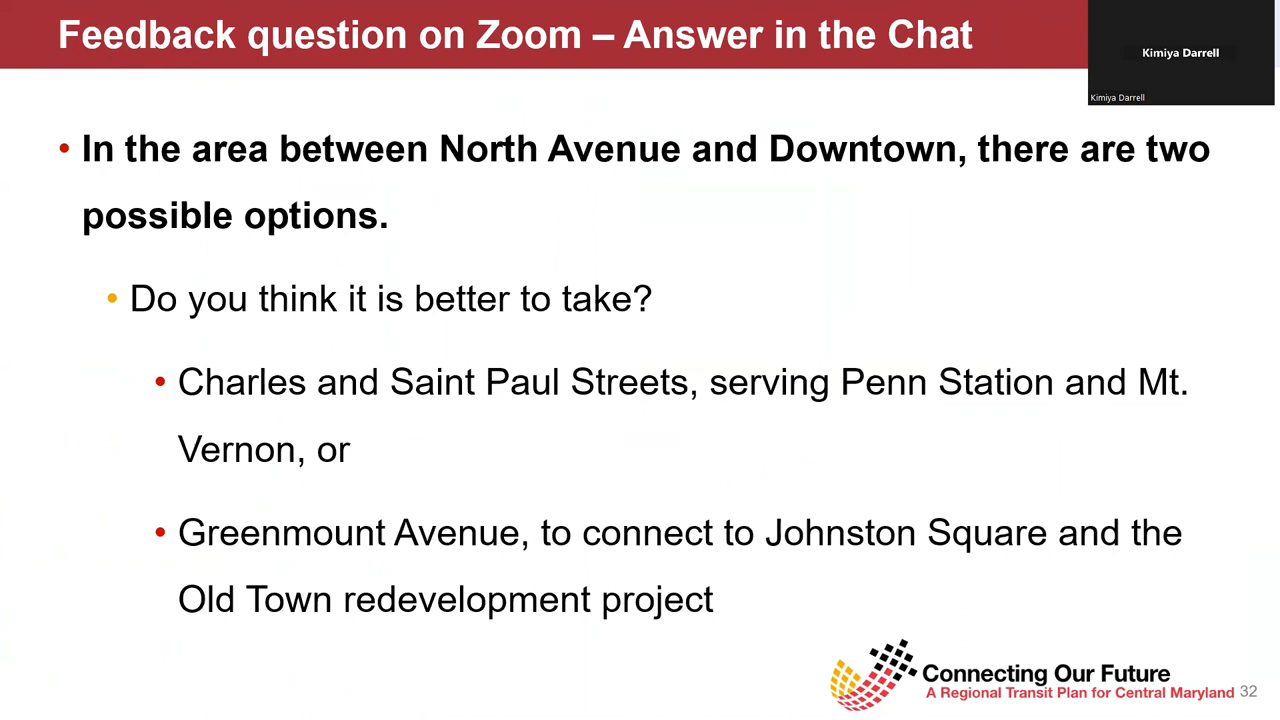 Feedback question on Zoom – Answer in the Chat
Kimiya Darrell
Kimiya Darrell
• In the area between North Avenue and Downtown, there are two
possible options.
• Do you think it is better to take?
• Charles and Saint Paul Streets, serving Penn Station and Mt.
Vernon, or
• Greenmount Avenue, to connect to Johnston Square and the
Old Town redevelopment project
Connecting Our Future
A Regional Transit Plan for Central Maryland
32